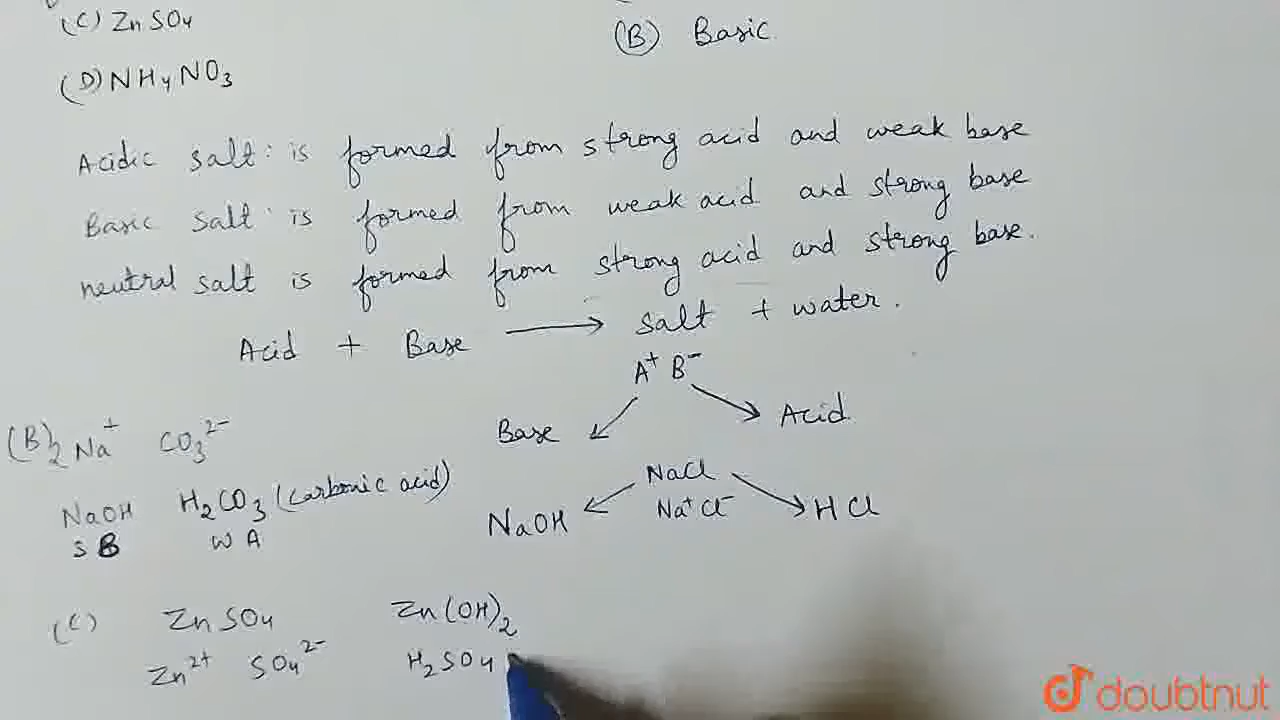 (C) ZnSO4
(B) Basic.
(D) NH4NO3
Acidic salt: is formed from strong acid and weak base
Basic salt: is formed from weak acid and strong base
neutral salt is formed from strong acid and strong base.
Acid + Base → salt + water.
A+ B-
Base Acid
(B) 2Na+ CO3 2-
NaOH H2CO3 (carbonic acid)
SB WA
NaCl
Na+Cl-
NaOH HCl
(C) ZnSO4 Zn(OH)2
Zn2+ SO4 2- H2SO4
doubtnut